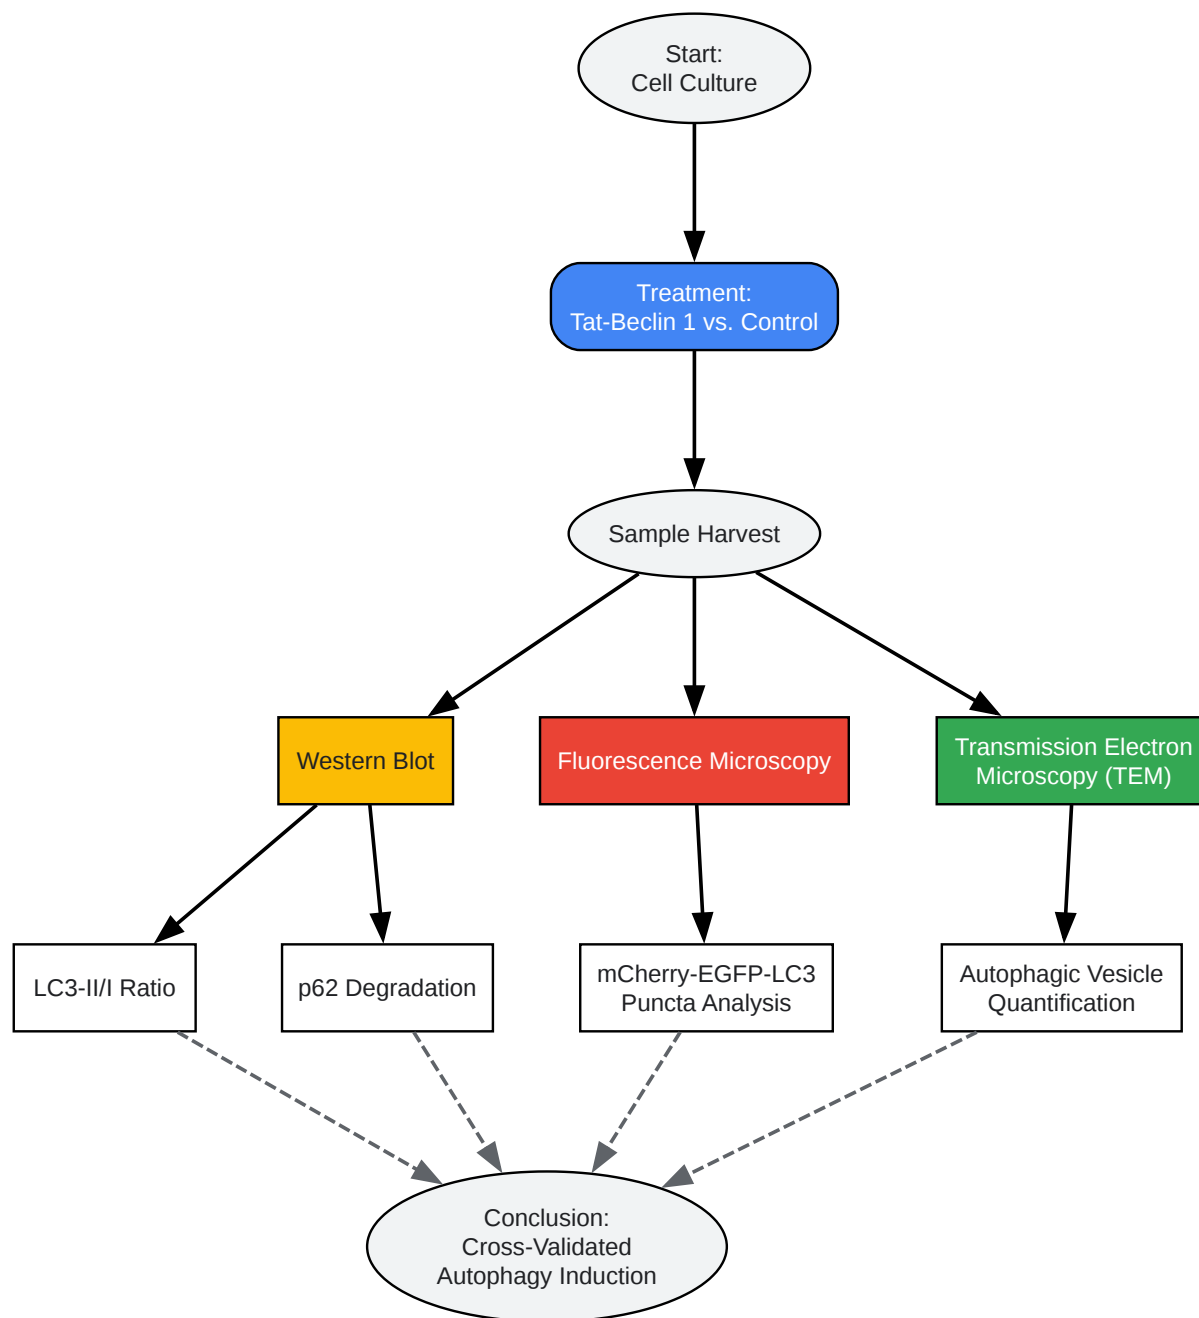 Start:
Cell Culture
Treatment:
Tat-Beclin 1 vs. Control
Sample Harvest
Western Blot
Fluorescence Microscopy
Transmission Electron
Microscopy (TEM)
LC3-II/I Ratio
p62 Degradation
mCherry-EGFP-LC3
Puncta Analysis
Autophagic Vesicle
Quantification
Conclusion:
Cross-Validated
Autophagy Induction